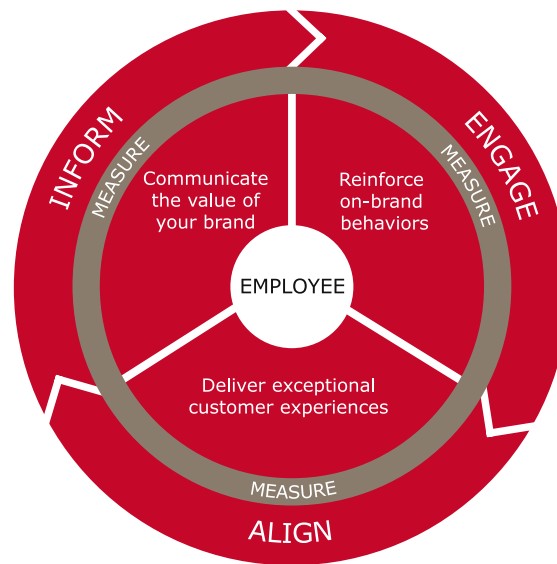 INFORM
ENGAGE
MEASURE
MEASURE
Communicate
the value of
your brand
Reinforce
on-brand
behaviors
EMPLOYEE
Deliver exceptional
customer experiences
MEASURE
ALIGN